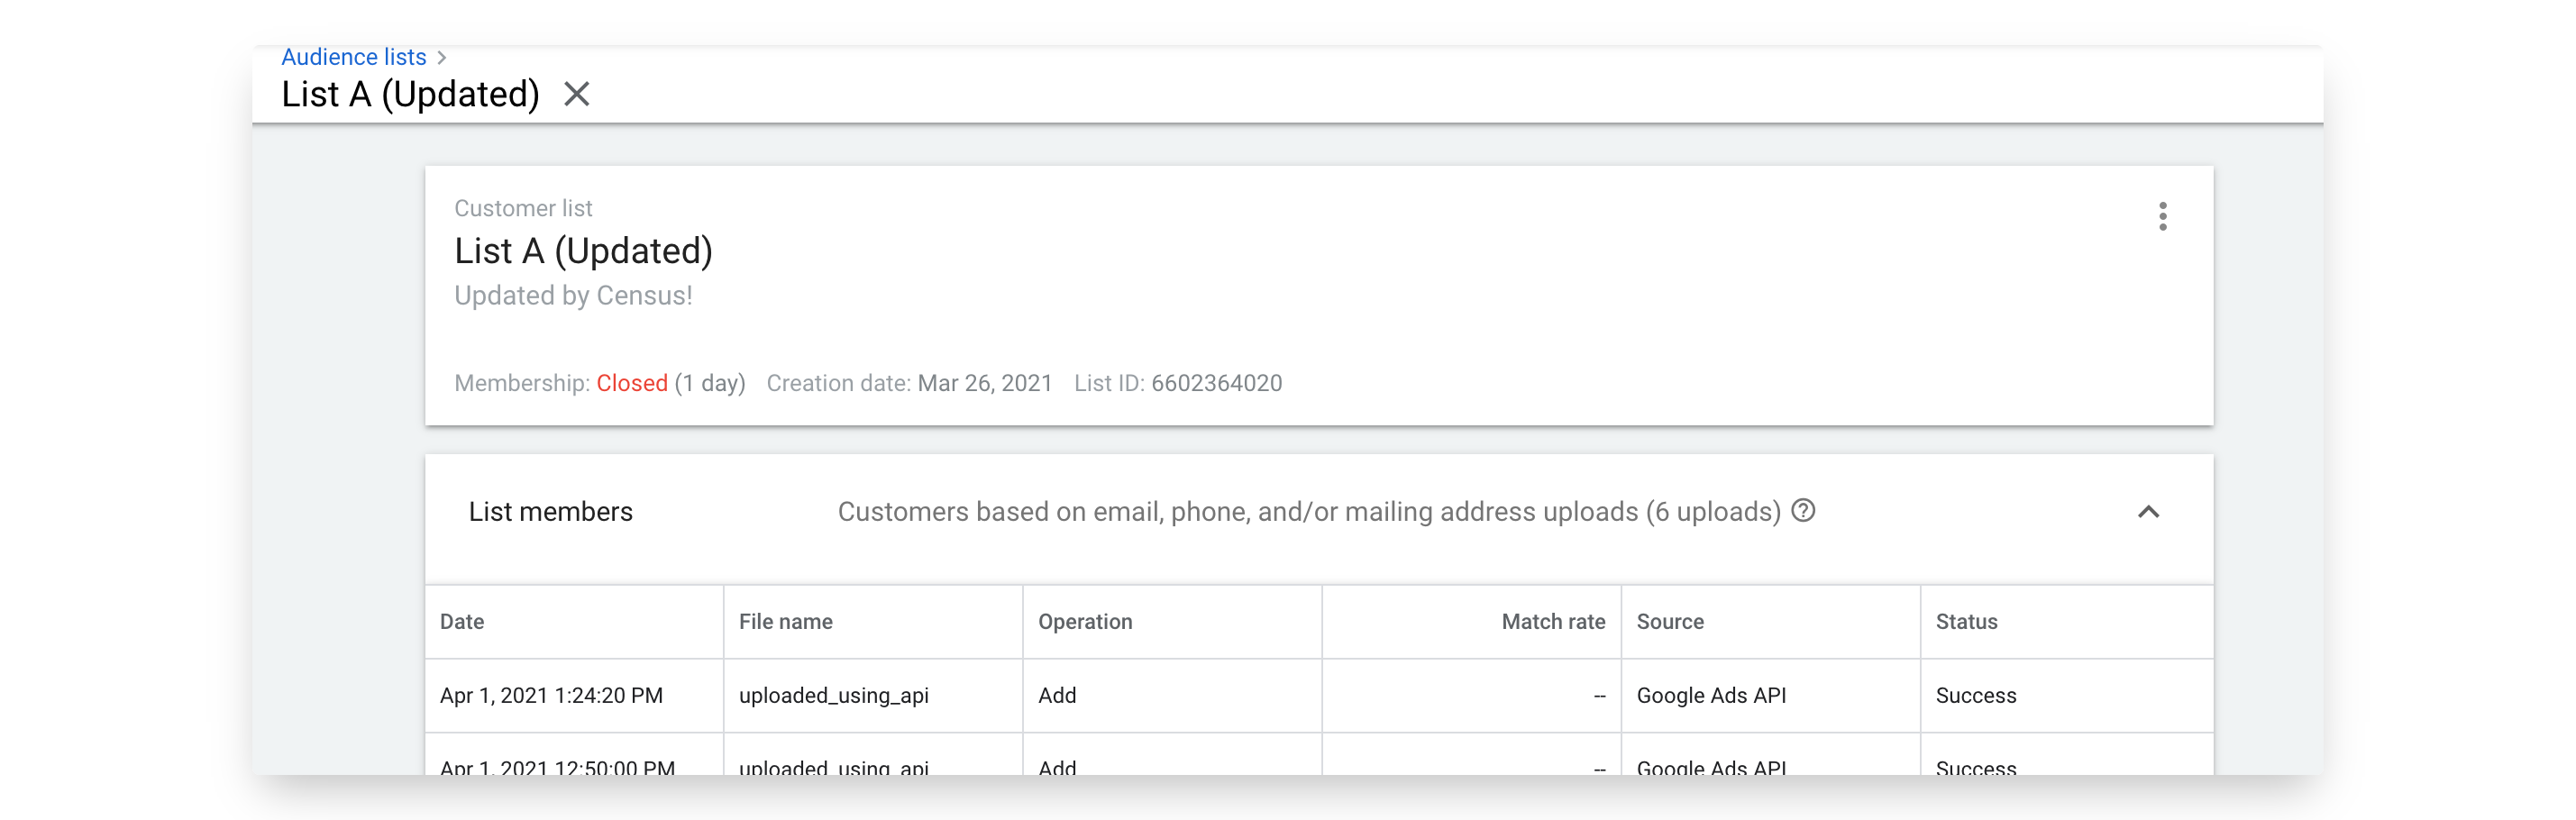 Audience lists
List A (Updated)
Customer list
List A (Updated)
Updated by Census!
Membership: Closed (1 day) Creation date: Mar 26, 2021 List ID: 6602364020
List members Customers based on email, phone, and/or mailing address uploads (6 uploads)
Date File name Operation Match rate Source Status
Apr 1, 2021 1:24:20 PM uploaded_using_api Add -- Google Ads API Success
Apr 1, 2021 12:50:00 PM uploaded_using_api Add -- Google Ads API Success